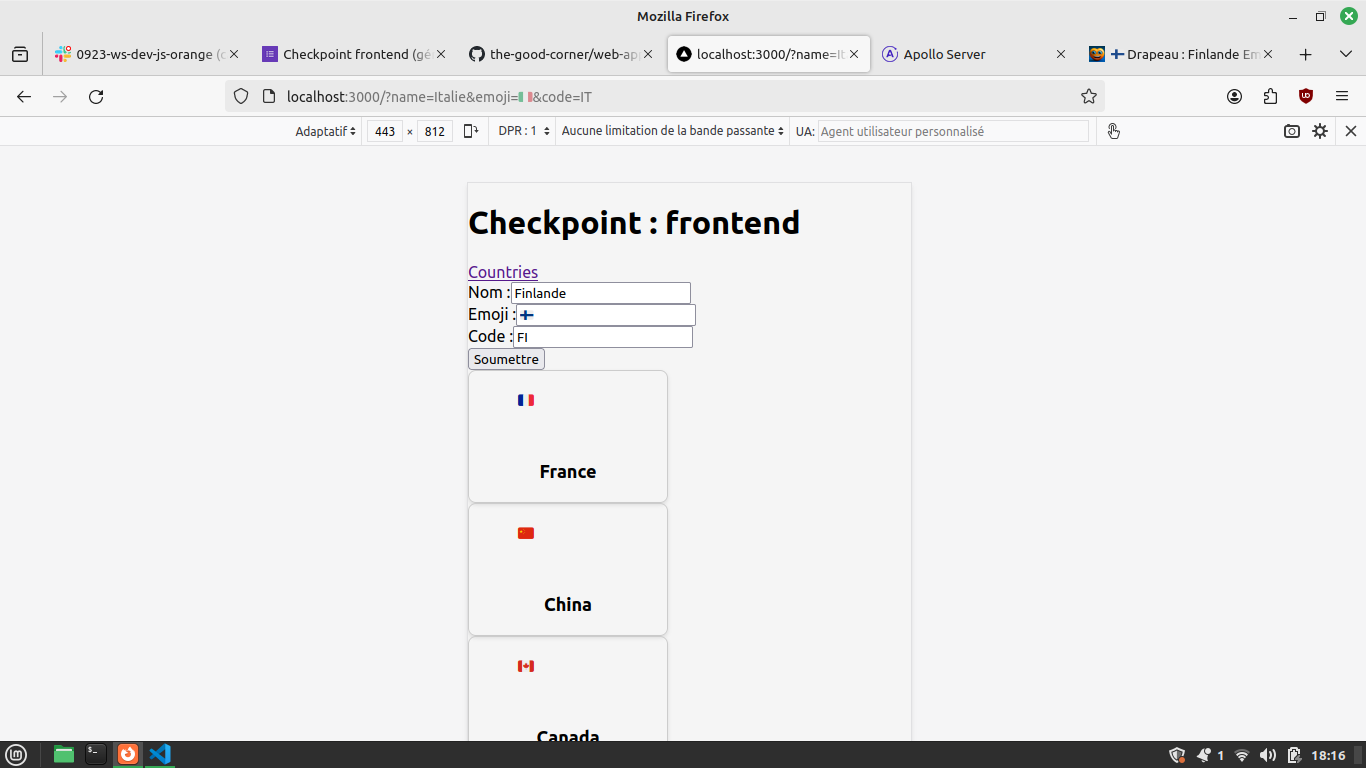 Mozilla Firefox
0923-ws-dev-js-orange (c
Checkpoint frontend (gé
the-good-corner/web-ap
localhost:3000/?name=It
Apollo Server
🇫🇮 Drapeau : Finlande Em
localhost:3000/?name=Italie&emoji=🇮🇹&code=IT
Adaptatif 443 × 812 DPR : 1 Aucune limitation de la bande passante UA: Agent utilisateur personnalisé
Checkpoint : frontend
Countries
Nom : Finlande
Emoji : 🇫🇮
Code : FI
Soumettre
🇫🇷
France
🇨🇳
China
🇨🇦
Canada
1 18:16